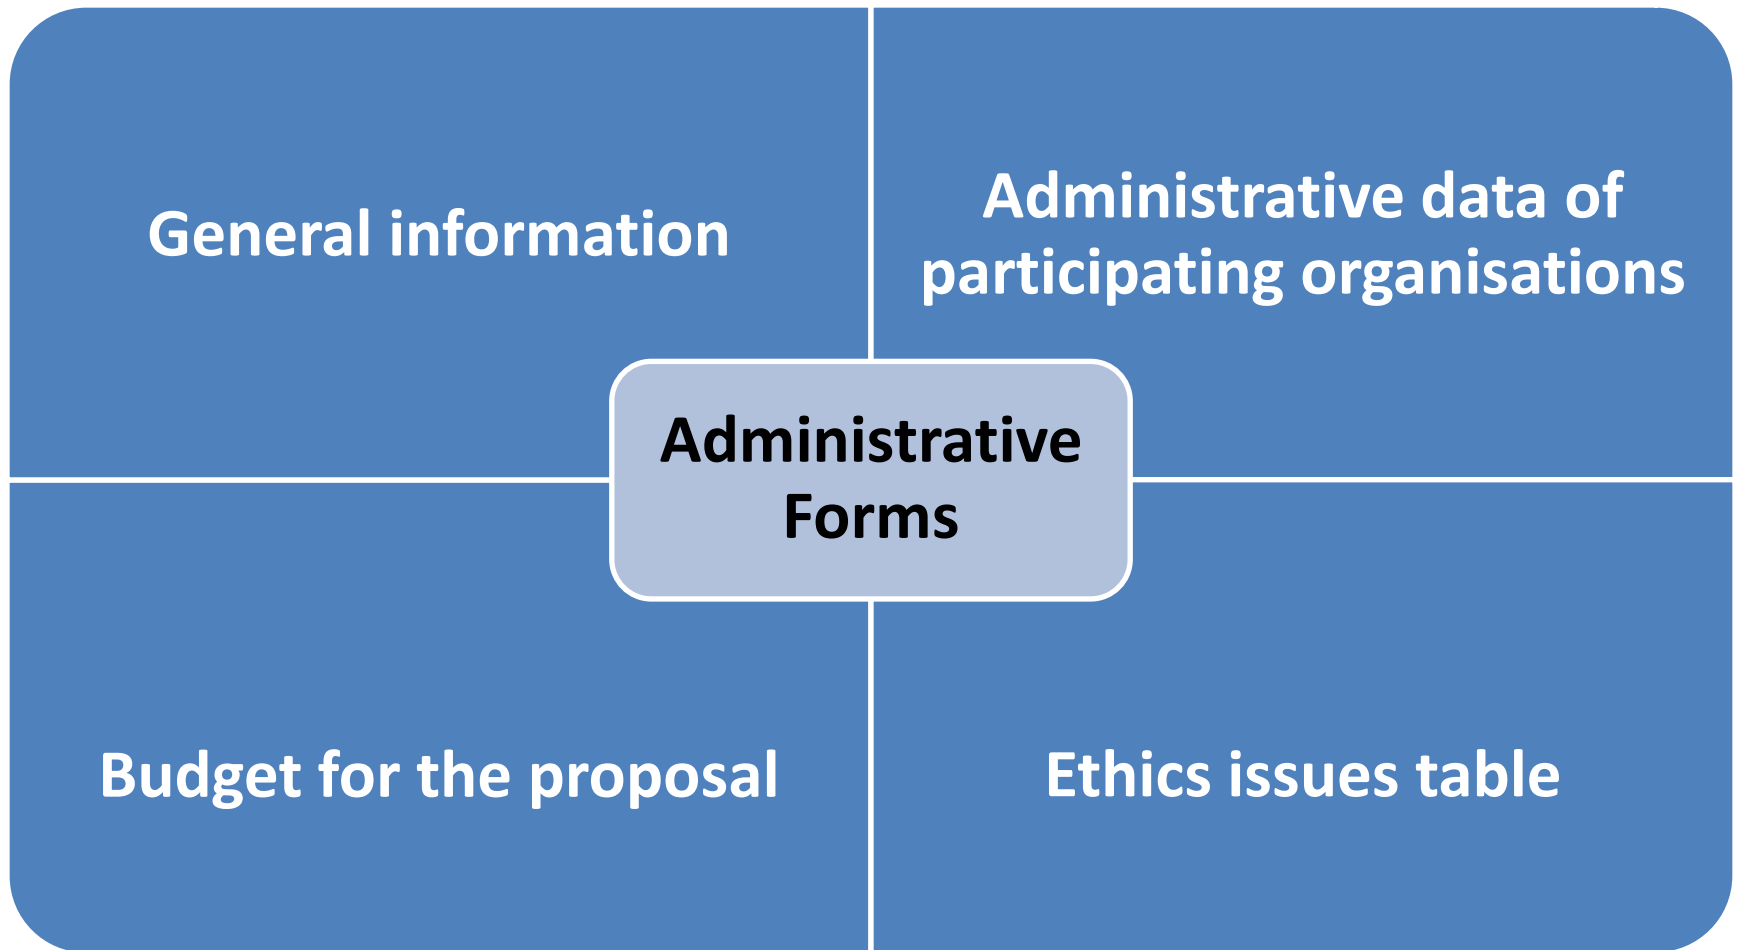 General information
Administrative data of
participating organisations
Administrative
Forms
Budget for the proposal
Ethics issues table